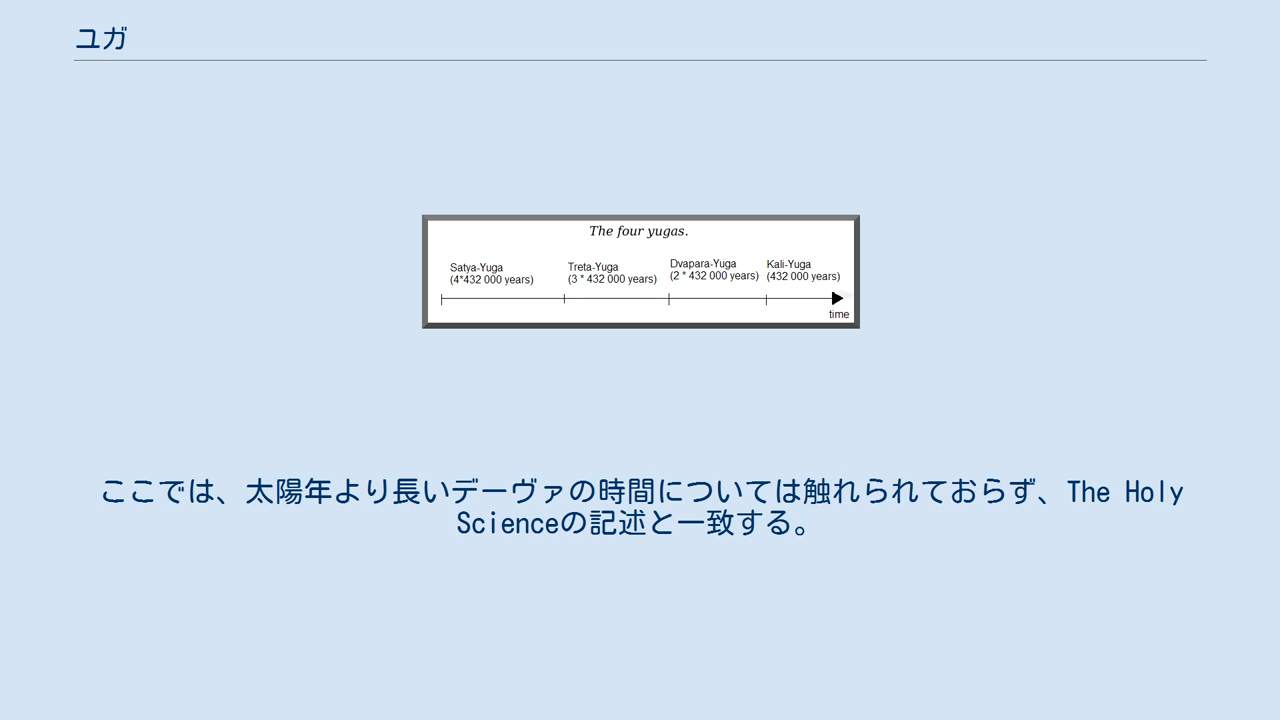 ユガ
The four yugas.
Satya-Yuga
(4*432 000 years)
Treta-Yuga
(3 * 432 000 years)
Dvapara-Yuga
(2 * 432 000 years)
Kali-Yuga
(432 000 years)
time
ここでは、太陽年より長いデーヴァの時間については触れられておらず、The Holy
Scienceの記述と一致する。